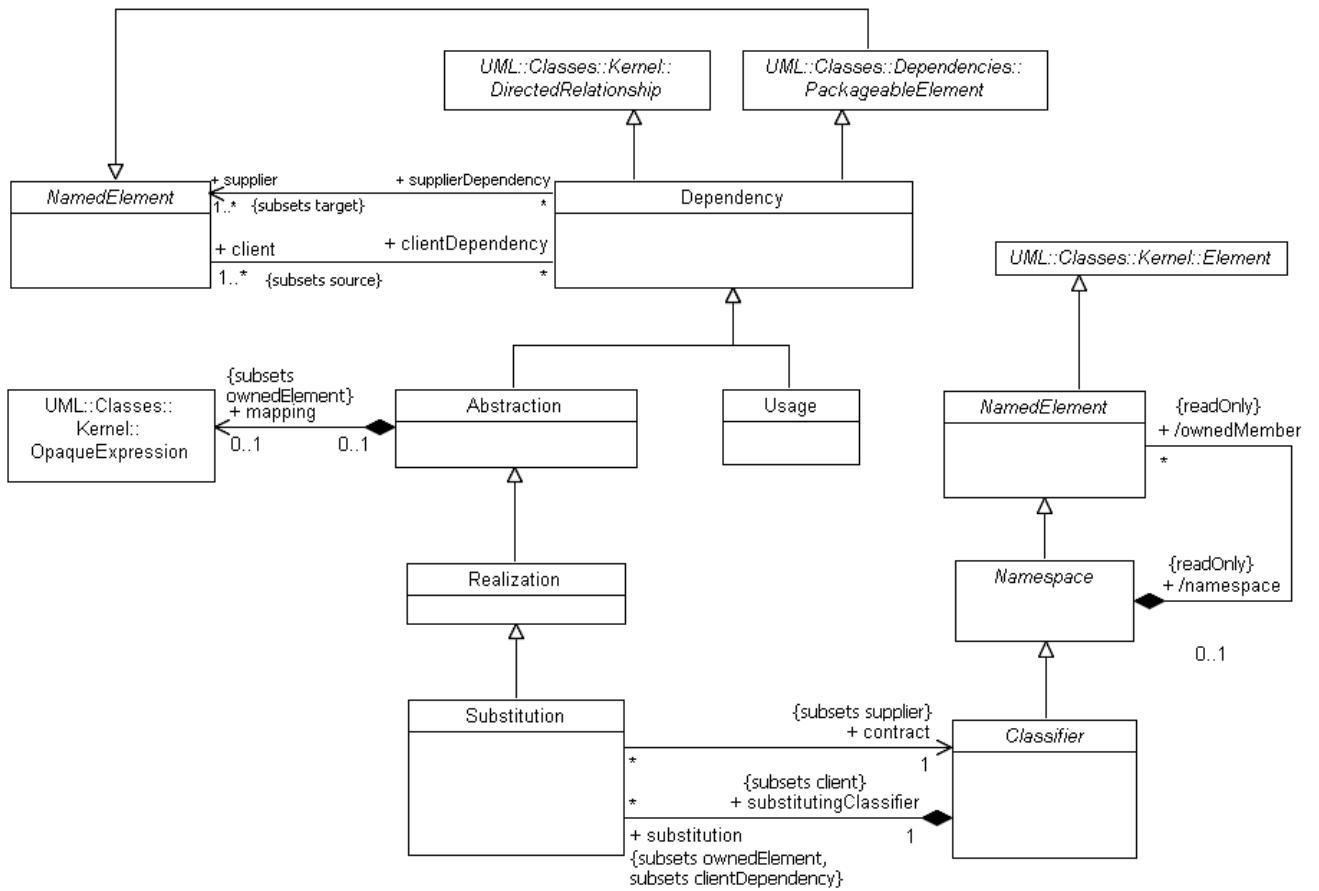 UML::Classes::Kernel::
DirectedRelationship
UML::Classes::Dependencies::
PackageableElement
NamedElement
+ supplier
+ supplierDependency
1..*
{subsets target}
*
Dependency
+ client
+ clientDependency
1..*
{subsets source}
*
UML::Classes::Kernel::Element
UML::Classes::
Kernel::
OpaqueExpression
{subsets
ownedElement}
+ mapping
0..1
0..1
Abstraction
Usage
NamedElement
{readOnly}
+ /ownedMember
*
Realization
Namespace
{readOnly}
+ /namespace
0..1
Substitution
{subsets supplier}
+ contract
*
1
Classifier
{subsets client}
*
+ substitutingClassifier
+ substitution
1
{subsets ownedElement,
subsets clientDependency}